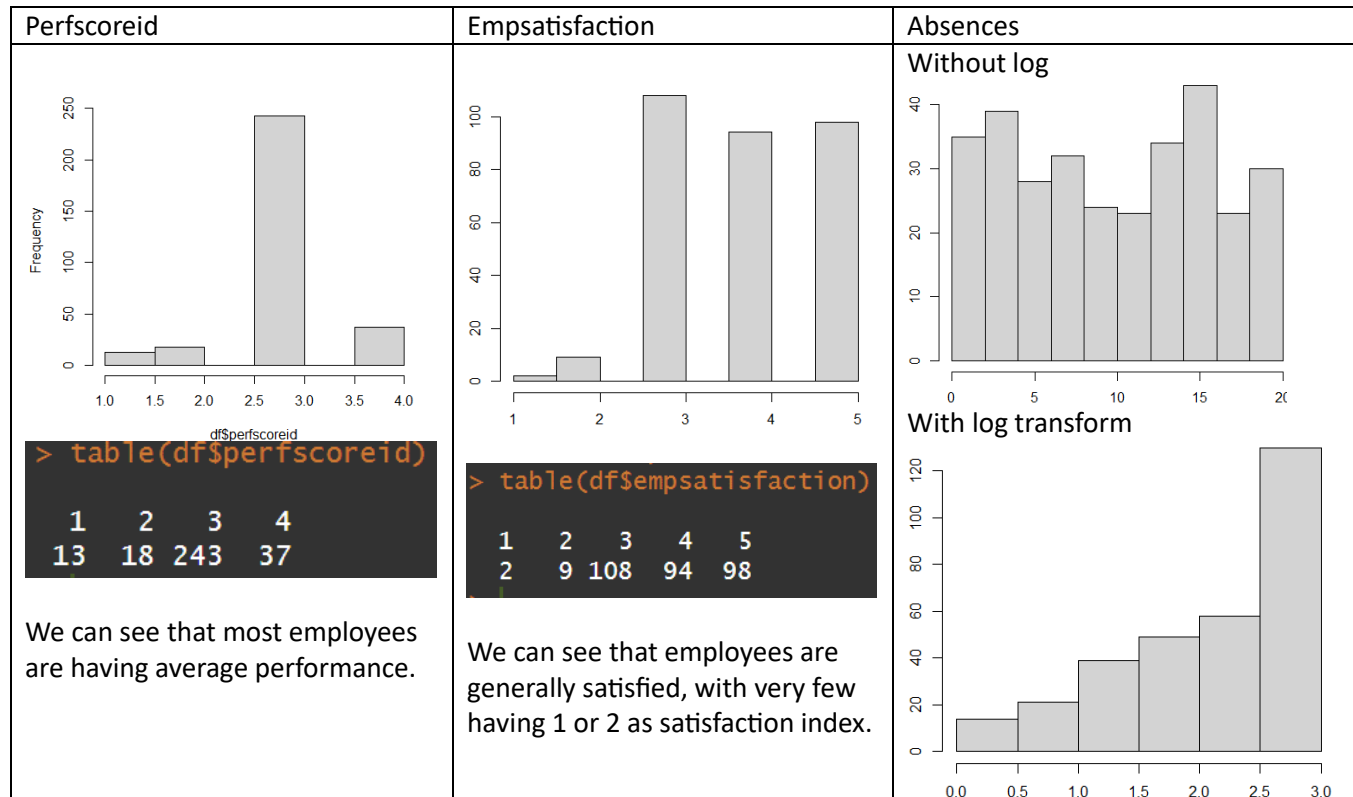 Perfscoreid
Frequency
250
200
150
100
50
0
1.0 1.5 2.0 2.5 3.0 3.5 4.0
df$perfscoreid
> table(df$perfscoreid)
1 2 3 4
13 18 243 37
We can see that most employees
are having average performance.
Empsatisfaction
100
80
60
40
20
0
1 2 3 4 5
> table(df$empsatisfaction)
1 2 3 4 5
2 9 108 94 98
We can see that employees are
generally satisfied, with very few
having 1 or 2 as satisfaction index.
Absences
Without log
40
30
20
10
0
0 5 10 15 20
With log transform
120
100
80
60
40
20
0
0.0 0.5 1.0 1.5 2.0 2.5 3.0